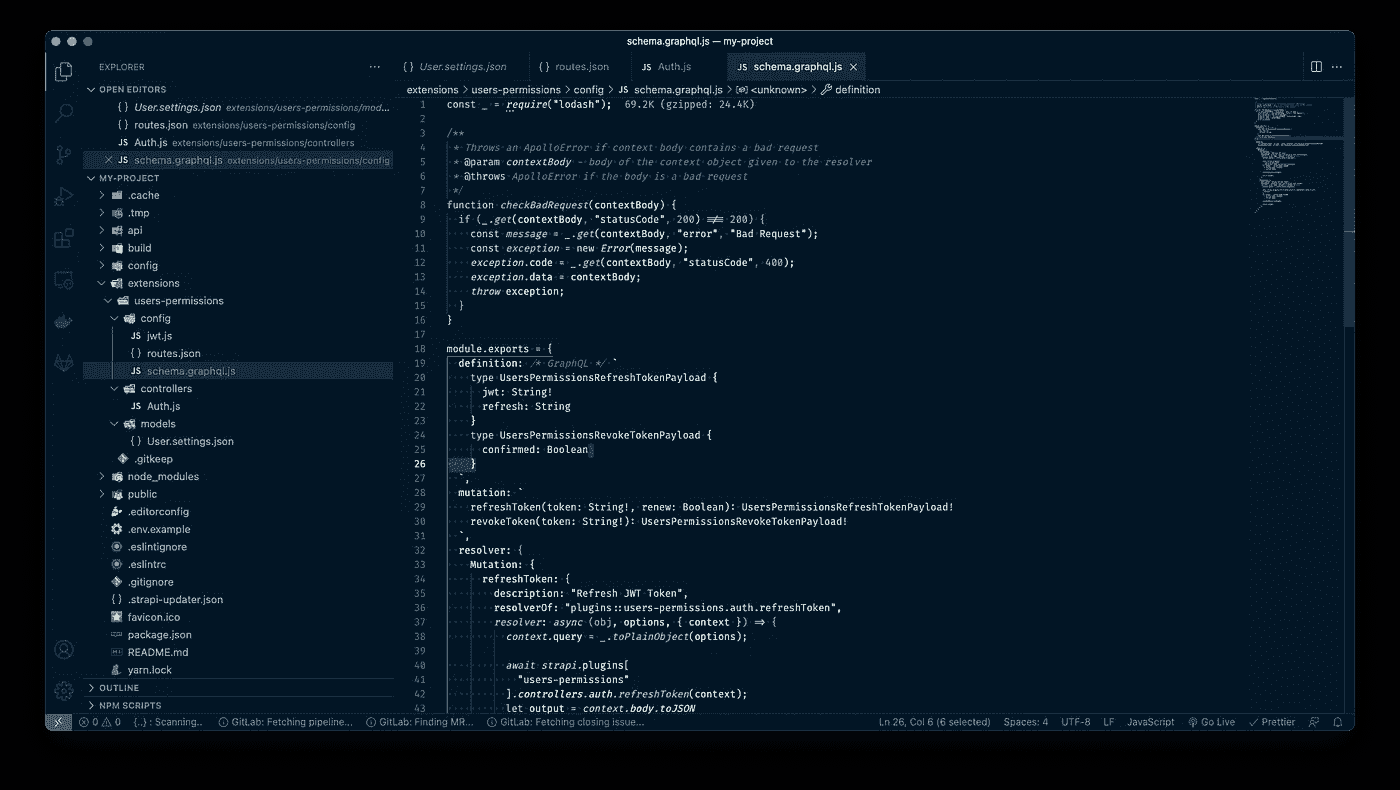 schema.graphql.js — my-project
EXPLORER
OPEN EDITORS
User.settings.json extensions/users-permissions/mod...
routes.json extensions/users-permissions/config
Auth.js extensions/users-permissions/controllers
schema.graphql.js extensions/users-permissions/config
MY-PROJECT
.cache
.tmp
api
build
config
extensions
users-permissions
config
jwt.js
routes.json
schema.graphql.js
controllers
Auth.js
models
User.settings.json
.gitkeep
node_modules
public
.editorconfig
.env.example
.eslintignore
.eslintrc
.gitignore
.strapi-updater.json
favicon.ico
package.json
README.md
yarn.lock
OUTLINE
NPM SCRIPTS
{ } User.settings.json { } routes.json JS Auth.js JS schema.graphql.js ×
extensions > users-permissions > config > JS schema.graphql.js > <unknown> > definition
1 const _ = require("lodash"); 69.2K (gzipped: 24.4K)
2
3 /**
4 * Throws an ApolloError if context body contains a bad request
5 * @param contextBody - body of the context object given to the resolver
6 * @throws ApolloError if the body is a bad request
7 */
8 function checkBadRequest(contextBody) {
9 if (_.get(contextBody, "statusCode", 200) !== 200) {
10 const message = _.get(contextBody, "error", "Bad Request");
11 const exception = new Error(message);
12 exception.code = _.get(contextBody, "statusCode", 400);
13 exception.data = contextBody;
14 throw exception;
15 }
16 }
17
18 module.exports = {
19 definition: /* GraphQL */ `
20 type UsersPermissionsRefreshTokenPayload {
21 jwt: String!
22 refresh: String
23 }
24 type UsersPermissionsRevokeTokenPayload {
25 confirmed: Boolean
26 }
27 `,
28 mutation: `
29 refreshToken(token: String!, renew: Boolean): UsersPermissionsRefreshTokenPayload!
30 revokeToken(token: String!): UsersPermissionsRevokeTokenPayload!
31 `,
32 resolver: {
33 Mutation: {
34 refreshToken: {
35 description: "Refresh JWT Token",
36 resolverOf: "plugins::users-permissions.auth.refreshToken",
37 resolver: async (obj, options, { context }) => {
38 context.query = _.toPlainObject(options);
39
40 await strapi.plugins[
41 "users-permissions"
42 ].controllers.auth.refreshToken(context);
43 let output = context.body.toJSON
0 0 {..} : Scanning.. GitLab: Fetching pipeline... GitLab: Finding MR... GitLab: Fetching closing issue... Ln 26, Col 6 (6 selected) Spaces: 4 UTF-8 LF JavaScript Go Live Prettier